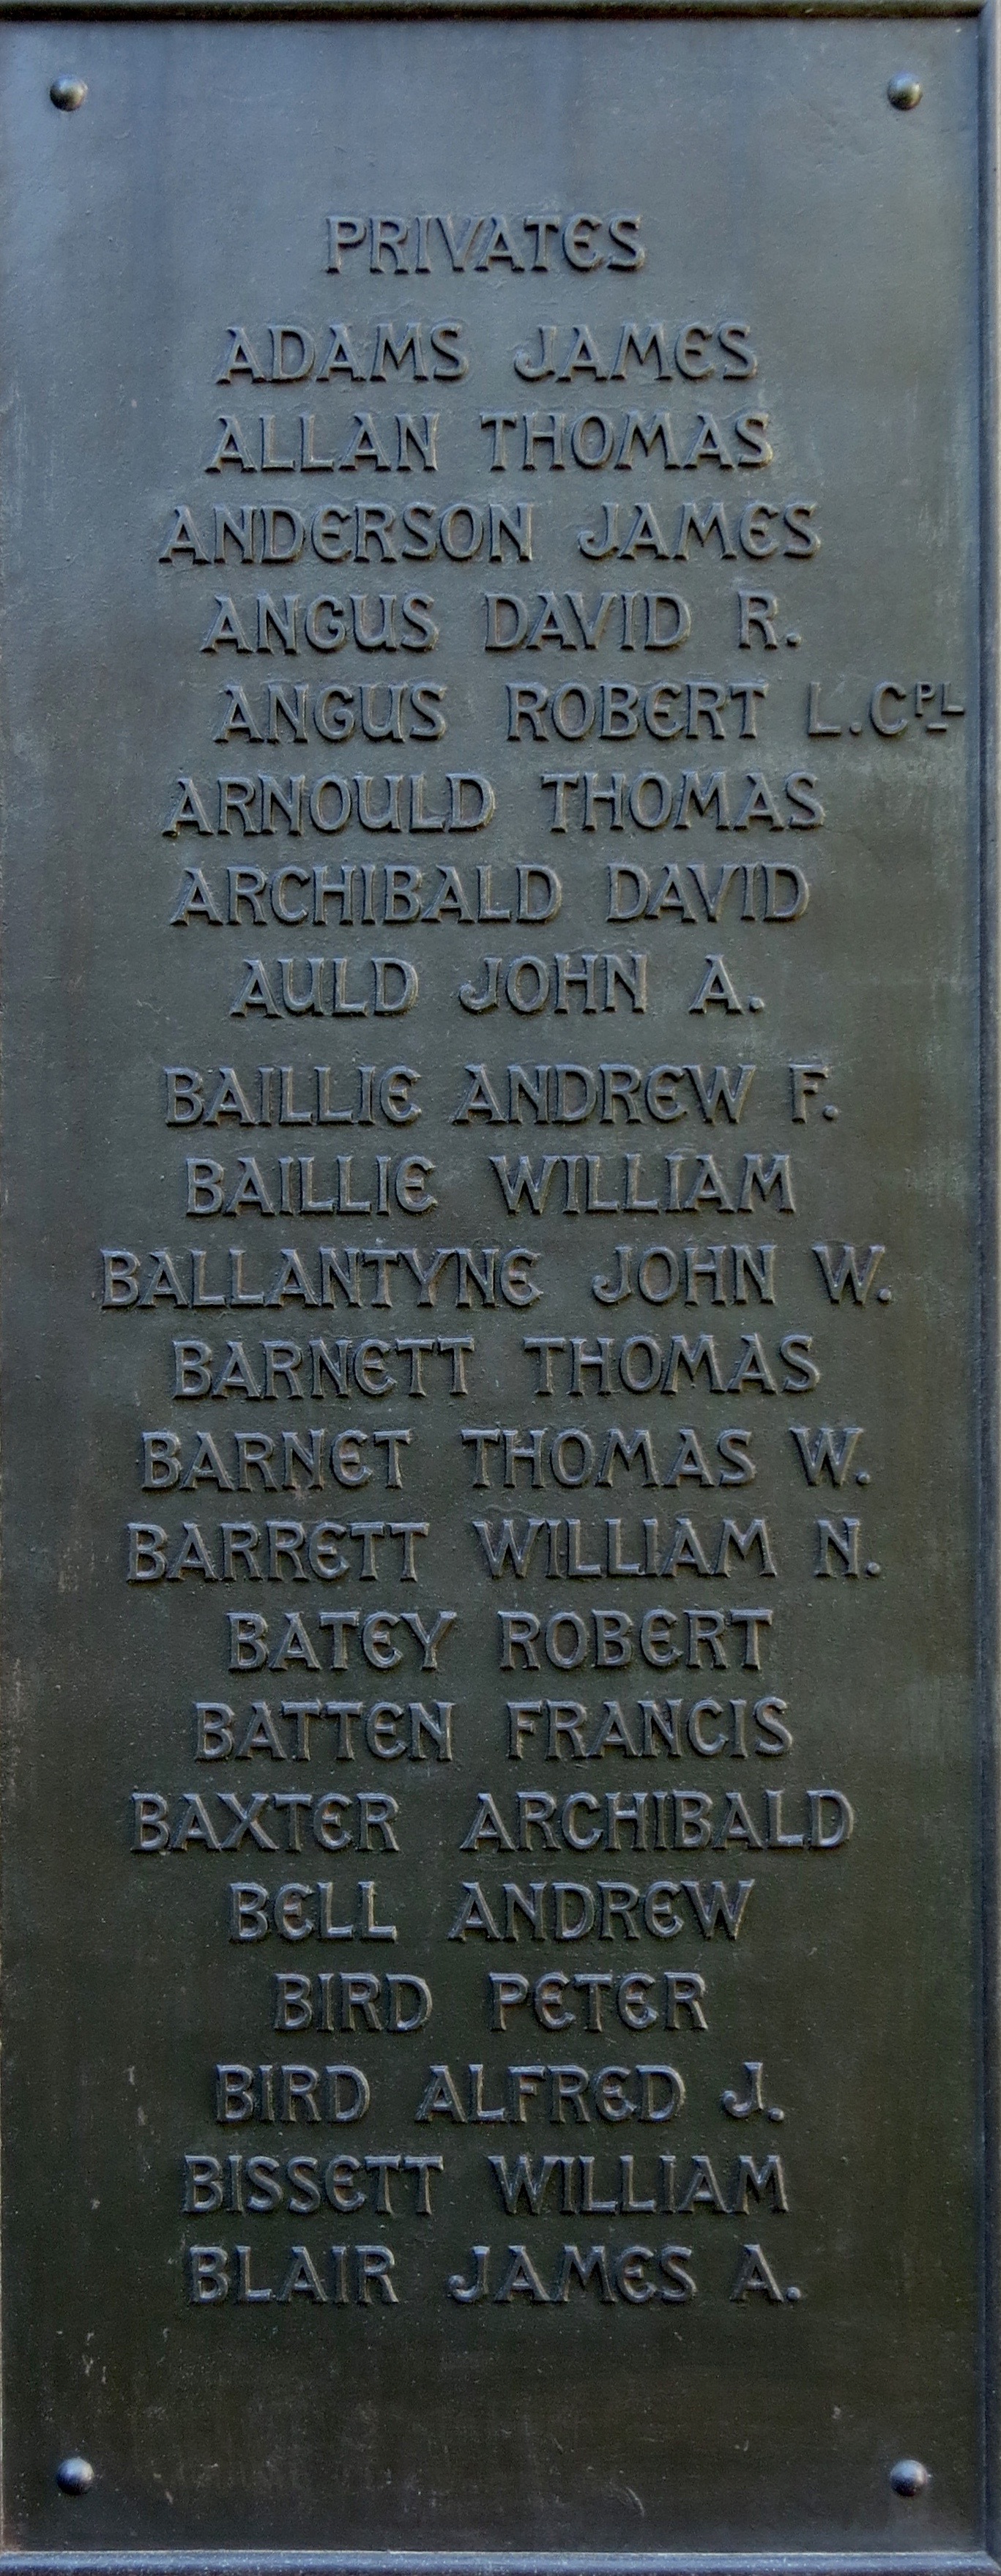 PRIVATES
ADAMS JAMES
ALLAN THOMAS
ANDERSON JAMES
ANGUS DAVID R.
ANGUS ROBERT L.CPL
ARNOULD THOMAS
ARCHIBALD DAVID
AULD JOHN A.
BAILLIE ANDREW F.
BAILLIE WILLIAM
BALLANTYNE JOHN W.
BARNETT THOMAS
BARNET THOMAS W.
BARRETT WILLIAM N.
BATEY ROBERT
BATTEN FRANCIS
BAXTER ARCHIBALD
BELL ANDREW
BIRD PETER
BIRD ALFRED J.
BISSETT WILLIAM
BLAIR JAMES A.